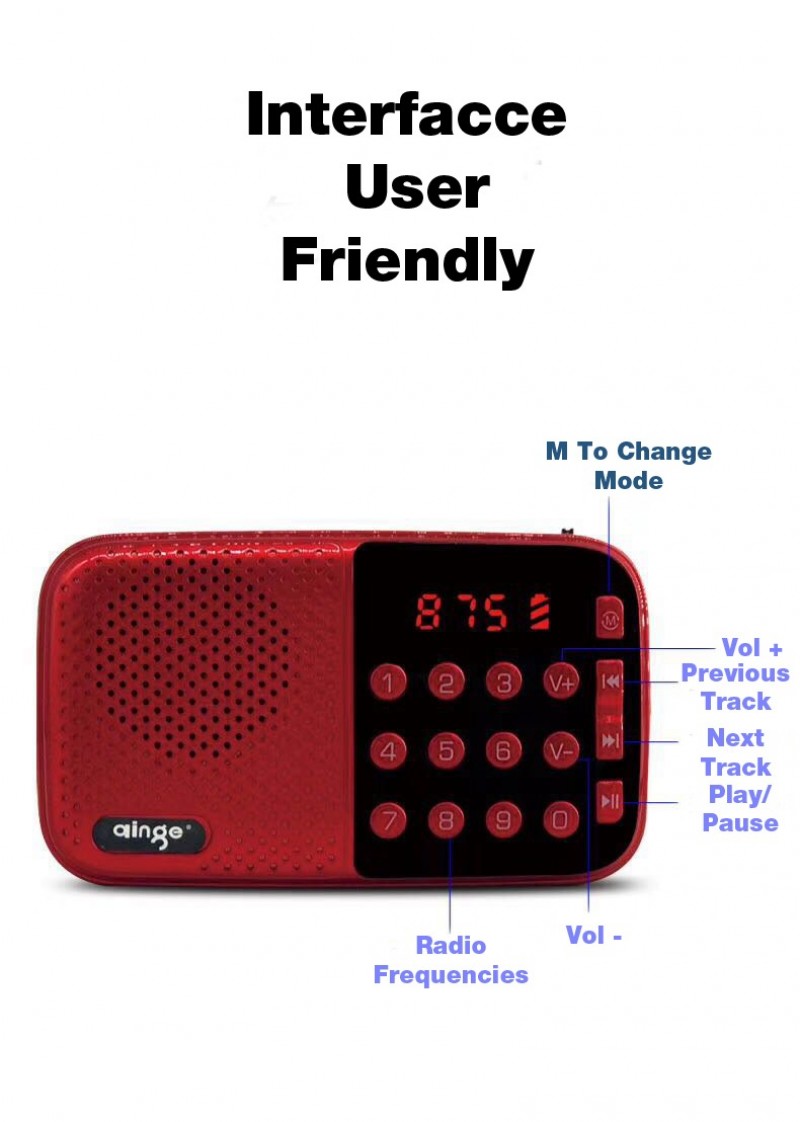 Interfacce
User
Friendly
M To Change
Mode
875
M
1 2 3 V+
Vol +
Previous
Track
4 5 6 V-
Next
Track
Play/
Pause
qinge
7 8 9 0
Radio
Frequencies
Vol -